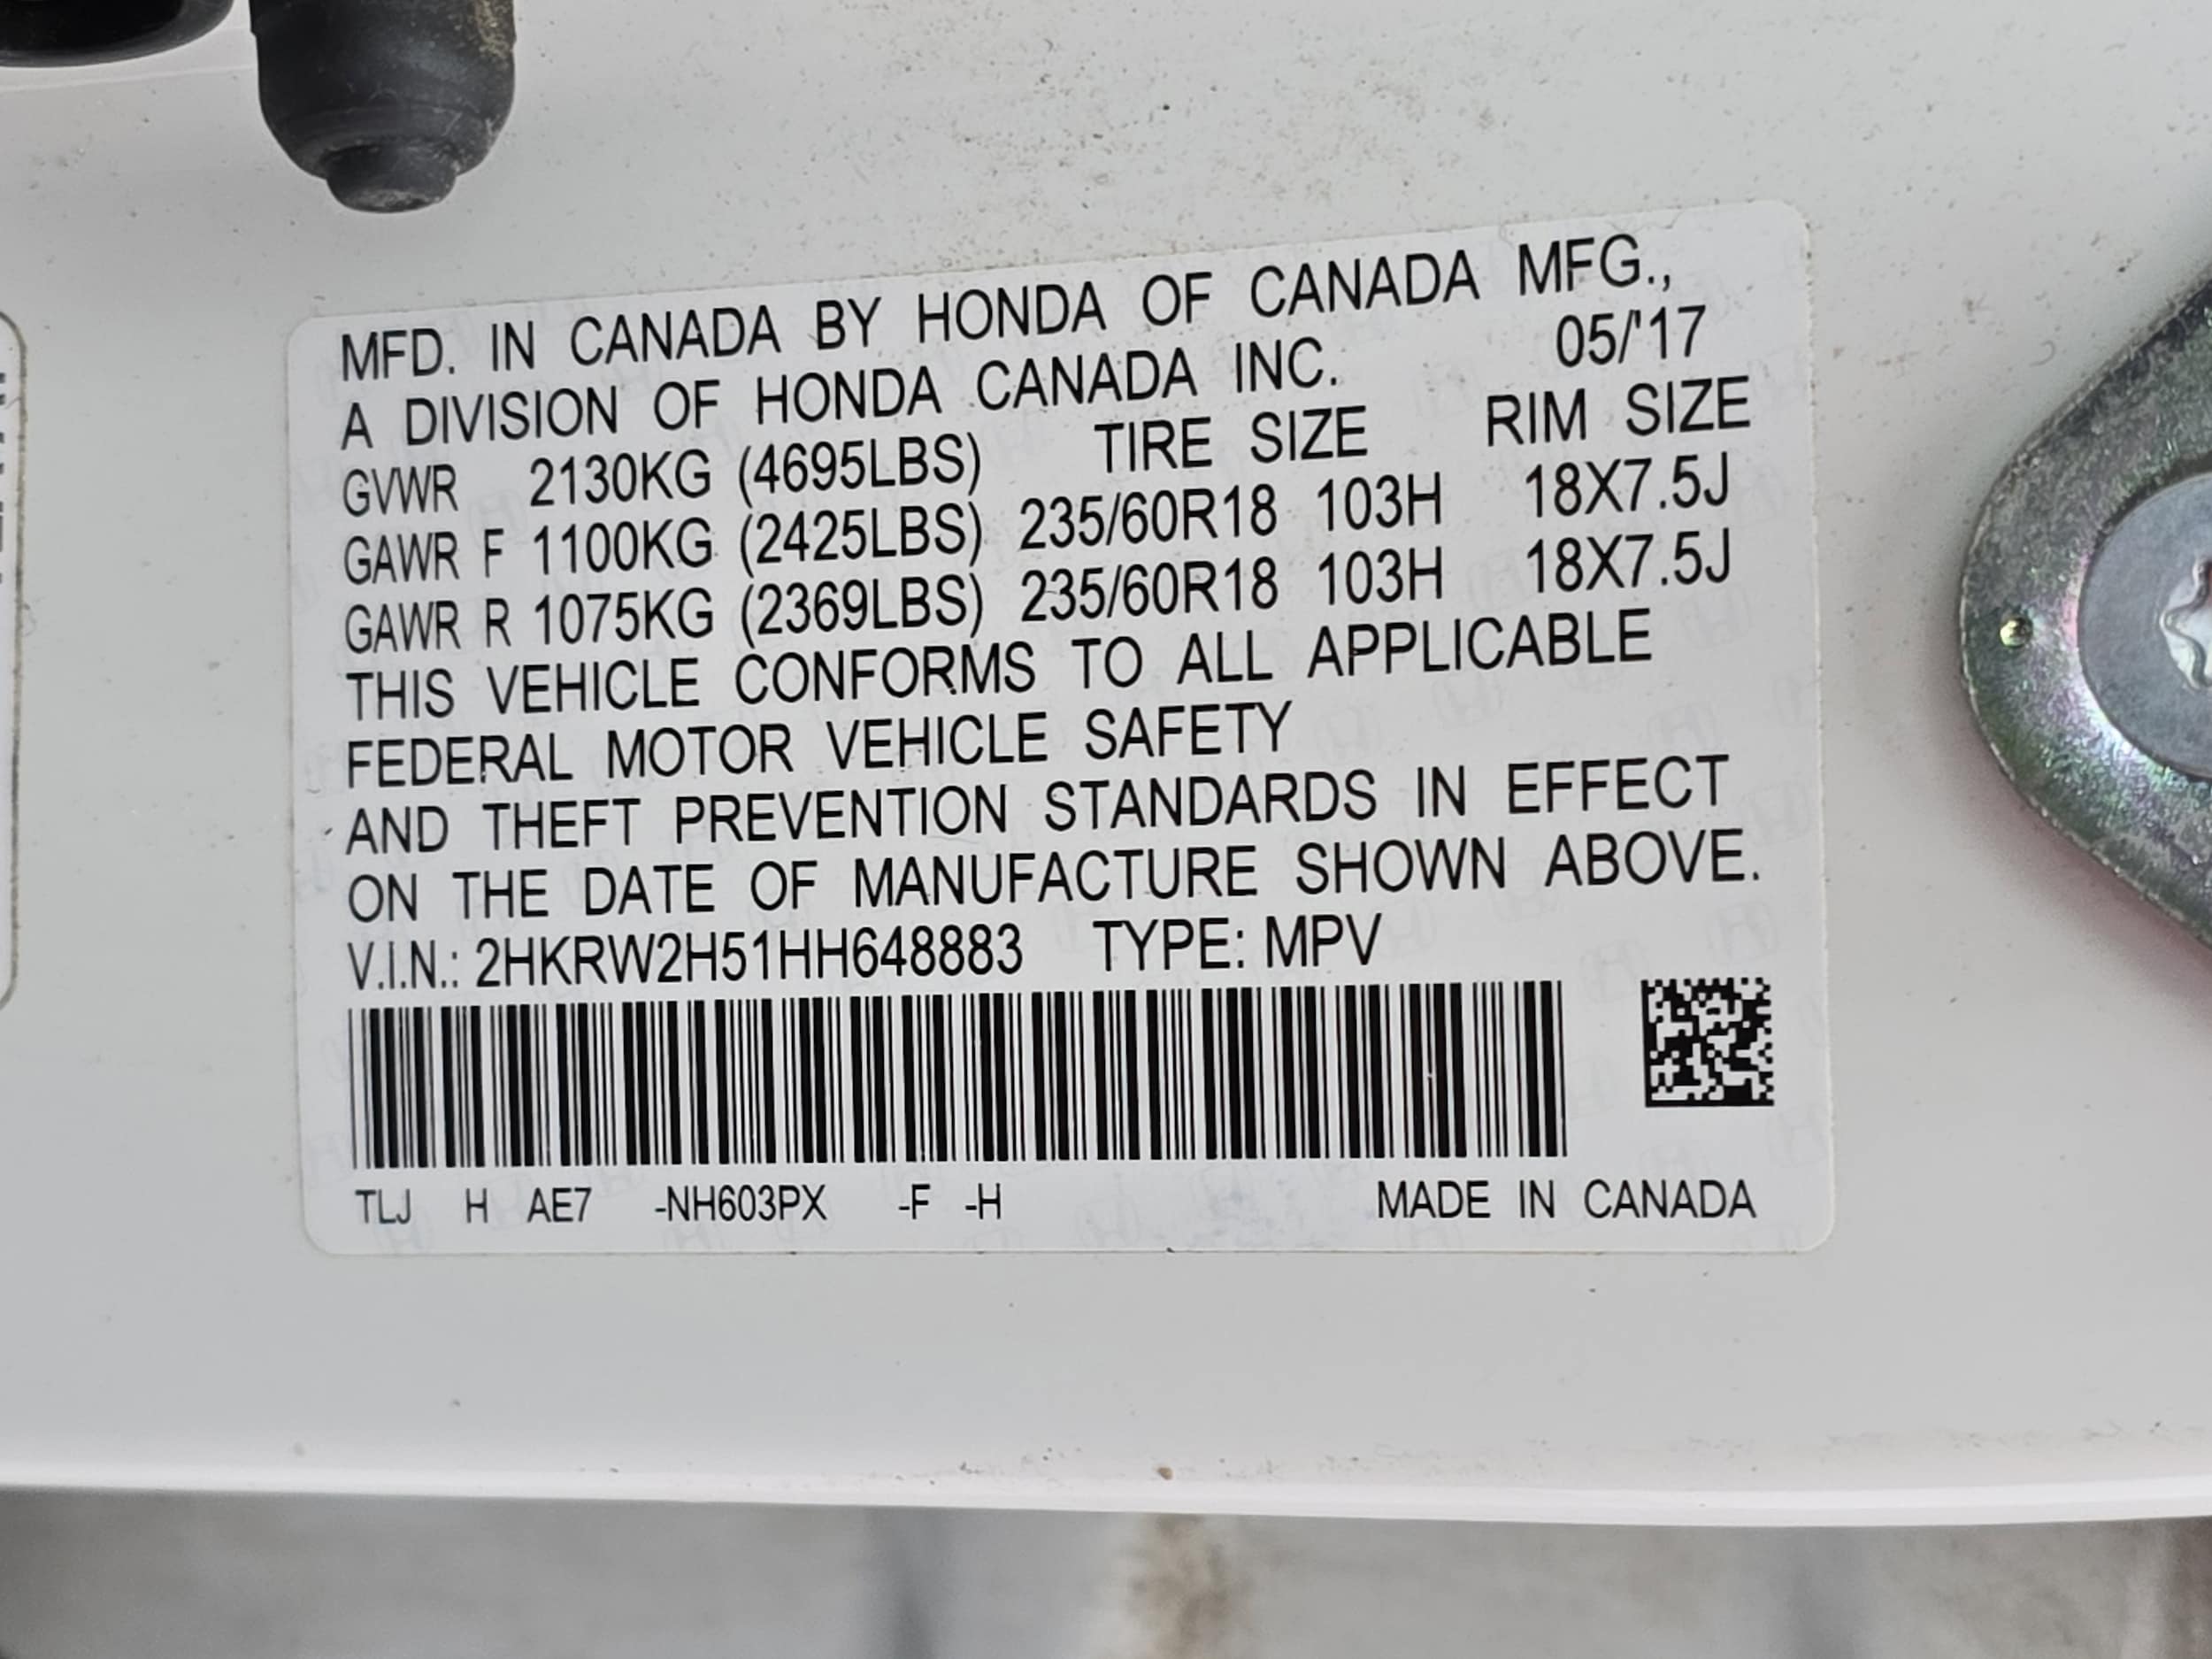 MFD. IN CANADA BY HONDA OF CANADA MFG.,
A DIVISION OF HONDA CANADA INC. 05/'17
GVWR 2130KG (4695LBS) TIRE SIZE RIM SIZE
GAWR F 1100KG (2425LBS) 235/60R18 103H 18X7.5J
GAWR R 1075KG (2369LBS) 235/60R18 103H 18X7.5J
THIS VEHICLE CONFORMS TO ALL APPLICABLE
FEDERAL MOTOR VEHICLE SAFETY
AND THEFT PREVENTION STANDARDS IN EFFECT
ON THE DATE OF MANUFACTURE SHOWN ABOVE.
V.I.N.: 2HKRW2H51HH648883 TYPE: MPV
TLJ H AE7 -NH603PX -F -H MADE IN CANADA